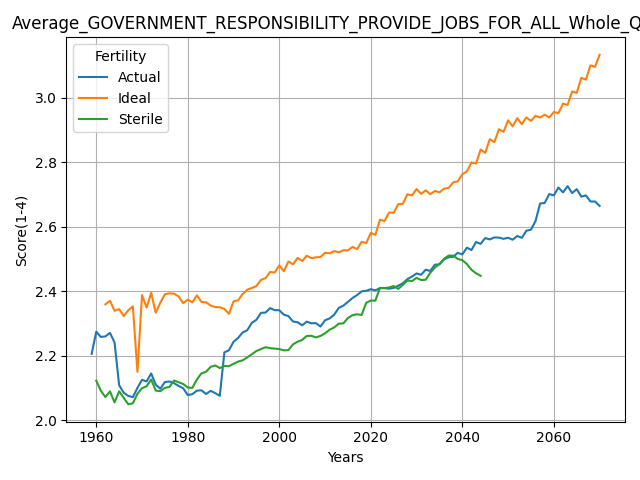 Average_GOVERNMENT_RESPONSIBILITY_PROVIDE_JOBS_FOR_ALL_Whole_Q
Fertility
Actual
Ideal
Sterile
Score(1-4)
3.0
2.8
2.6
2.4
2.2
2.0
1960 1980 2000 2020 2040 2060
Years